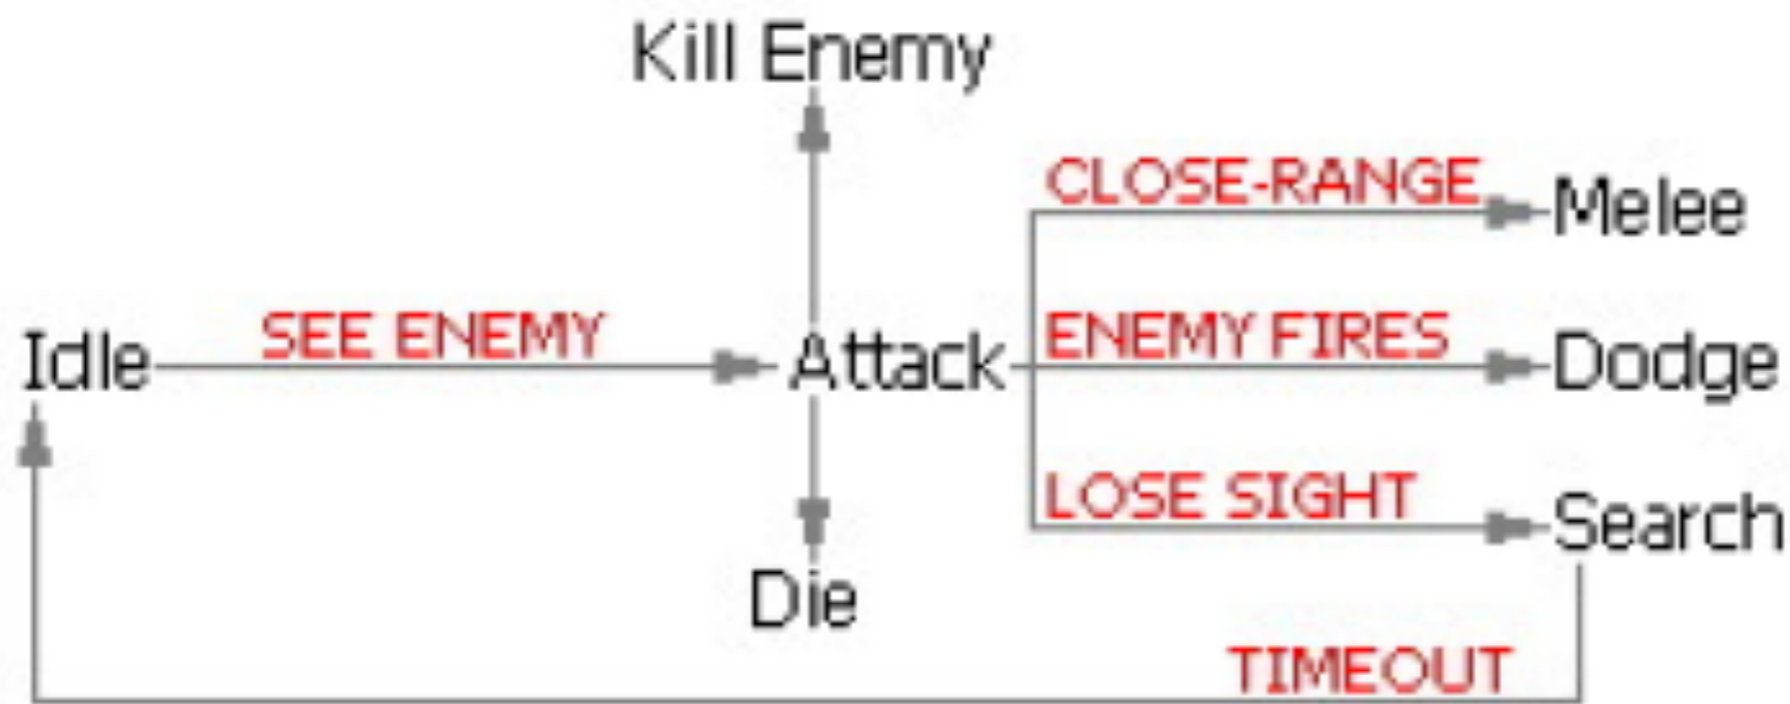 Kill Enemy
CLOSE-RANGE
Melee
Idle
SEE ENEMY
Attack
ENEMY FIRES
Dodge
LOSE SIGHT
Search
Die
TIMEOUT